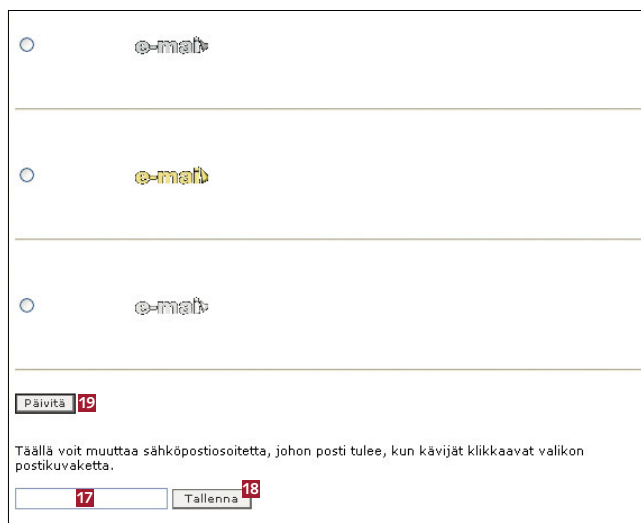 e-mail
e-mail
e-mail
Päivitä 19
Täällä voit muuttaa sähköpostiosoitetta, johon posti tulee, kun kävijät klikkaavat valikon
postikuvaketta.
17 Tallenna 18